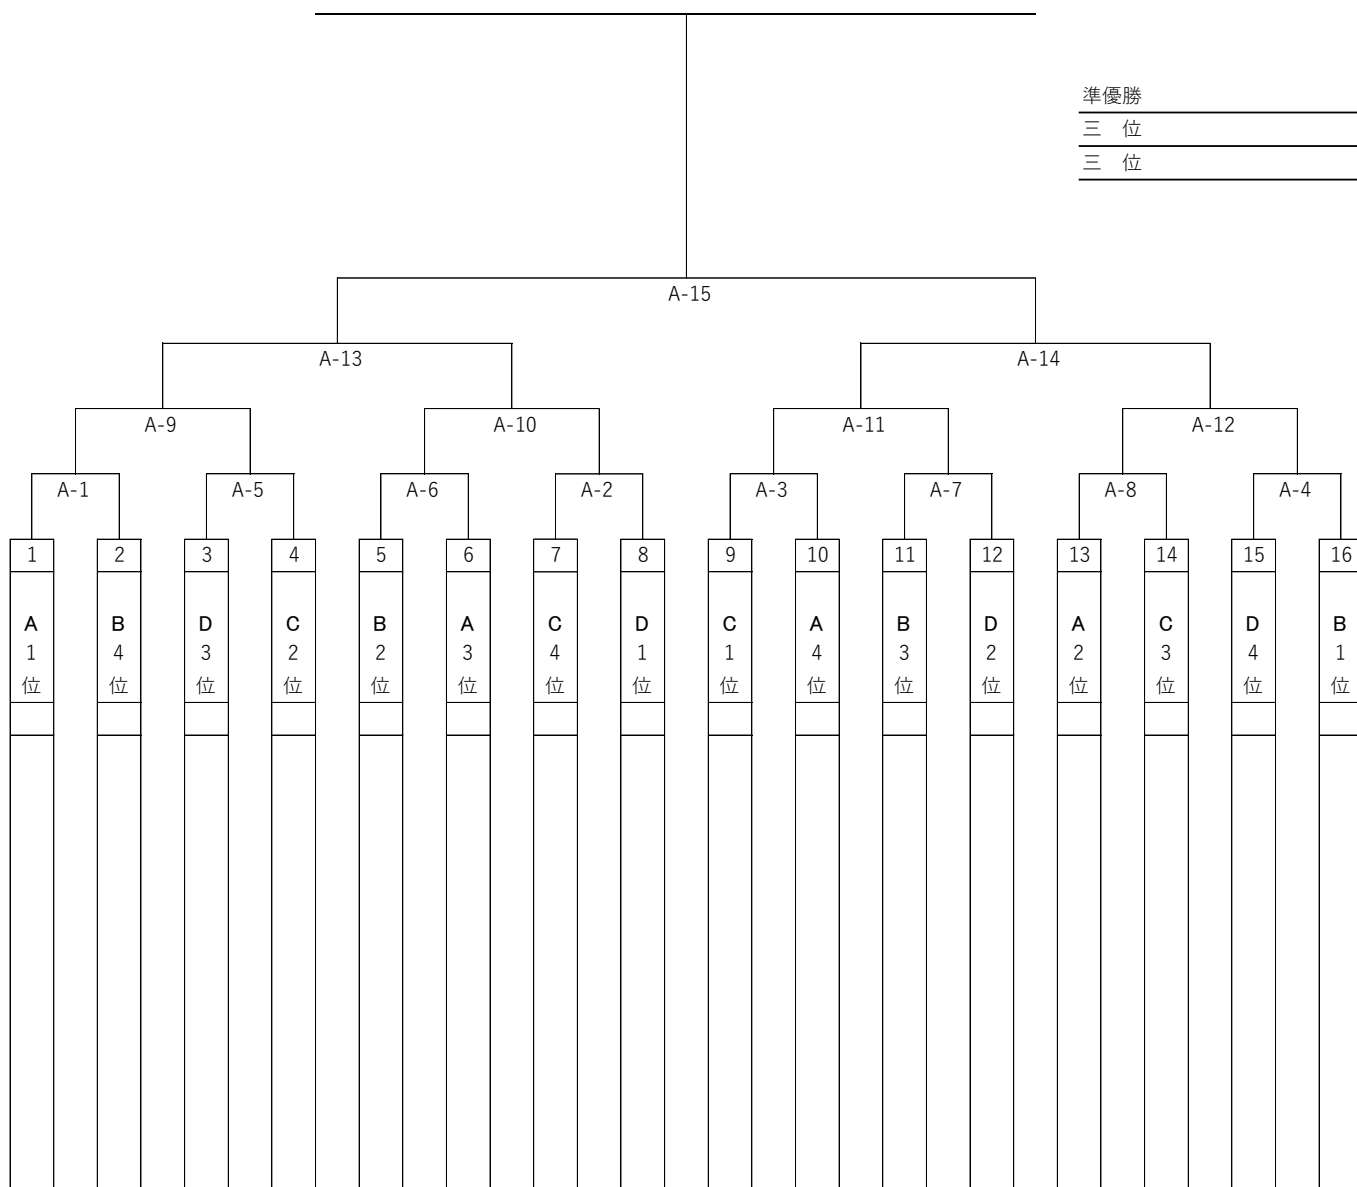 準優勝
三　位
三　位
A-15
A-13 A-14
A-9 A-10 A-11 A-12
A-1 A-5 A-6 A-2 A-3 A-7 A-8 A-4
1 2 3 4 5 6 7 8 9 10 11 12 13 14 15 16
A B D C B A C D C A B D A C D B
1 4 3 2 2 3 4 1 1 4 3 2 2 3 4 1
位 位 位 位 位 位 位 位 位 位 位 位 位 位 位 位